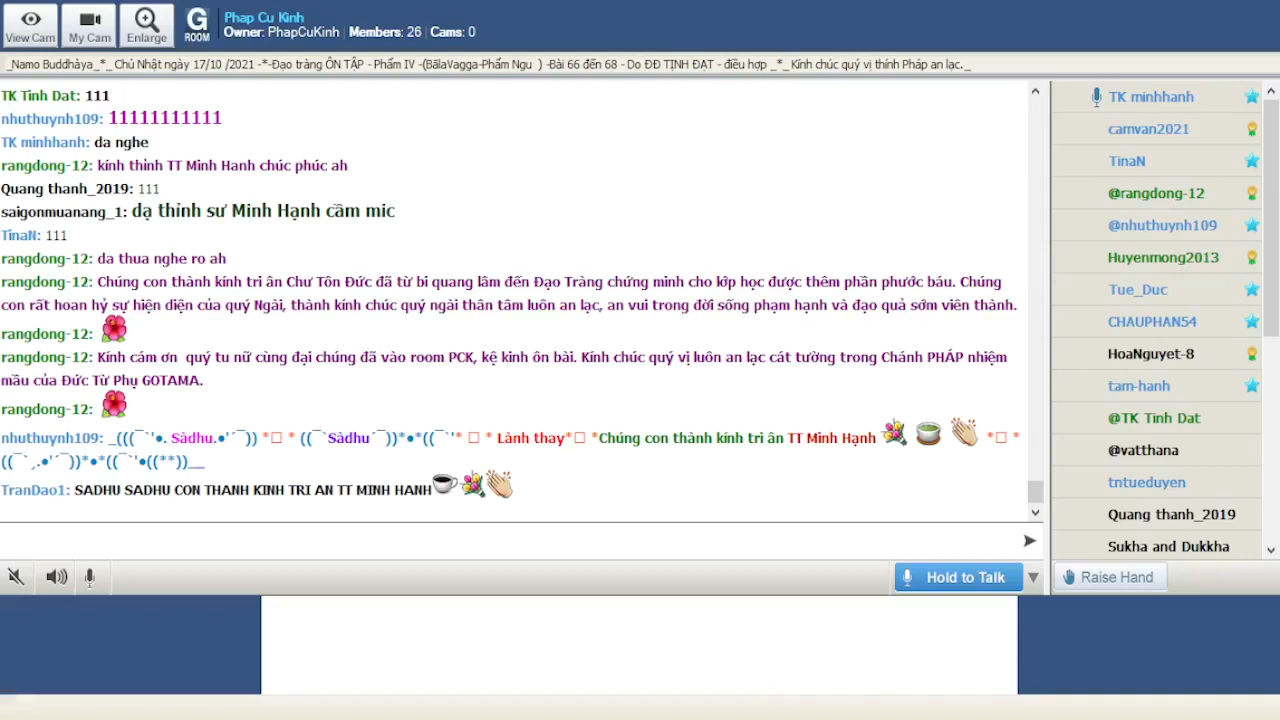 View Cam
My Cam
Enlarge
G
ROOM
Phap Cu Kinh
Owner: PhapCuKinh | Members: 26 | Cams: 0
_Namo Buddhàya_*_ Chủ Nhật ngày 17/10 /2021 -*-Đạo tràng ÔN TẬP - Phẩm IV -(BālaVagga-Phẩm Ngu ) -Bài 66 đến 68 - Do ĐĐ TỊNH ĐẠT - điều hợp _*_ Kính chúc quý vị thính Pháp an lạc._
TK Tinh Dat: 111
nhuthuynh109: 11111111111
TK minhhanh: da nghe
rangdong-12: kinh thinh TT Minh Hanh chúc phúc ah
Quang thanh_2019: 111
saigonmuanang_1: dạ thỉnh sư Minh Hạnh cầm mic
TinaN: 111
rangdong-12: da thua nghe ro ah
rangdong-12: Chúng con thành kính tri ân Chư Tôn Đức đã từ bi quang lâm đến Đạo Tràng chứng minh cho lớp học được thêm phần phước báu. Chúng
con rất hoan hỷ sự hiện diện của quý Ngài, thành kính chúc quý ngài thân tâm luôn an lạc, an vui trong đời sống phạm hạnh và đạo quả sớm viên thành.
rangdong-12:
rangdong-12: Kính cám ơn  quý tu nữ cùng đại chúng đã vào room PCK, kệ kinh ôn bài. Kính chúc quý vị luôn an lạc cát tường trong Chánh PHÁP nhiệm
mầu của Đức Từ Phụ GOTAMA.
rangdong-12:
nhuthuynh109: _(((¯`'•. Sàdhu.•'´¯)) * * ((¯`Sàdhu´¯))*•*((¯`'* * Lành thay* *Chúng con thành kính tri ân TT Minh Hạnh * *
((¯`¸.•'´¯))*•*((¯`'•((**))__
TranDao1: SADHU SADHU CON THANH KINH TRI AN TT MINH HANH
Hold to Talk
TK minhhanh
camvan2021
TinaN
@rangdong-12
@nhuthuynh109
Huyenmong2013
Tue_Duc
CHAUPHAN54
HoaNguyet-8
tam-hanh
@TK Tinh Dat
@vatthana
tntueduyen
Quang thanh_2019
Sukha and Dukkha
Raise Hand